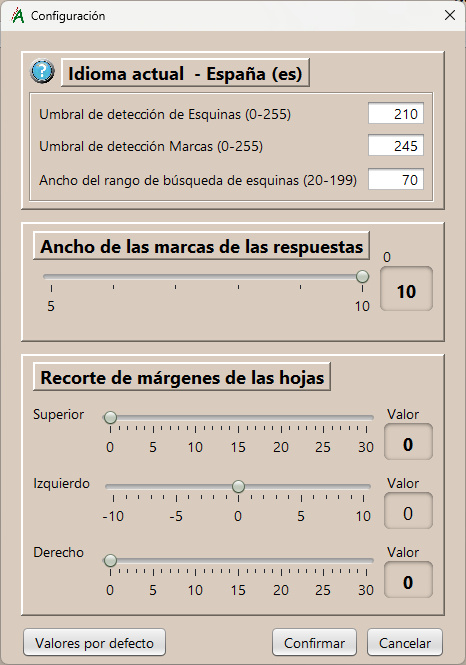 Configuración
? Idioma actual - España (es)
Umbral de detección de Esquinas (0-255) 210
Umbral de detección Marcas (0-255) 245
Ancho del rango de búsqueda de esquinas (20-199) 70
Ancho de las marcas de las respuestas
0
10
5 10
Recorte de márgenes de las hojas
Superior Valor
0
0 5 10 15 20 25 30
Izquierdo Valor
0
-10 -5 0 5 10
Derecho Valor
0
0 5 10 15 20 25 30
Valores por defecto Confirmar Cancelar